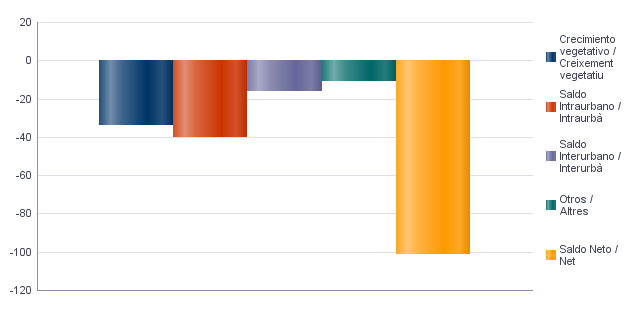 20
0
-20
-40
-60
-80
-100
-120
Crecimiento
vegetativo /
Creixement
vegetatiu
Saldo
Intraurbano /
Intraurbà
Saldo
Interurbano /
Interurbà
Otros /
Altres
Saldo Neto /
Net